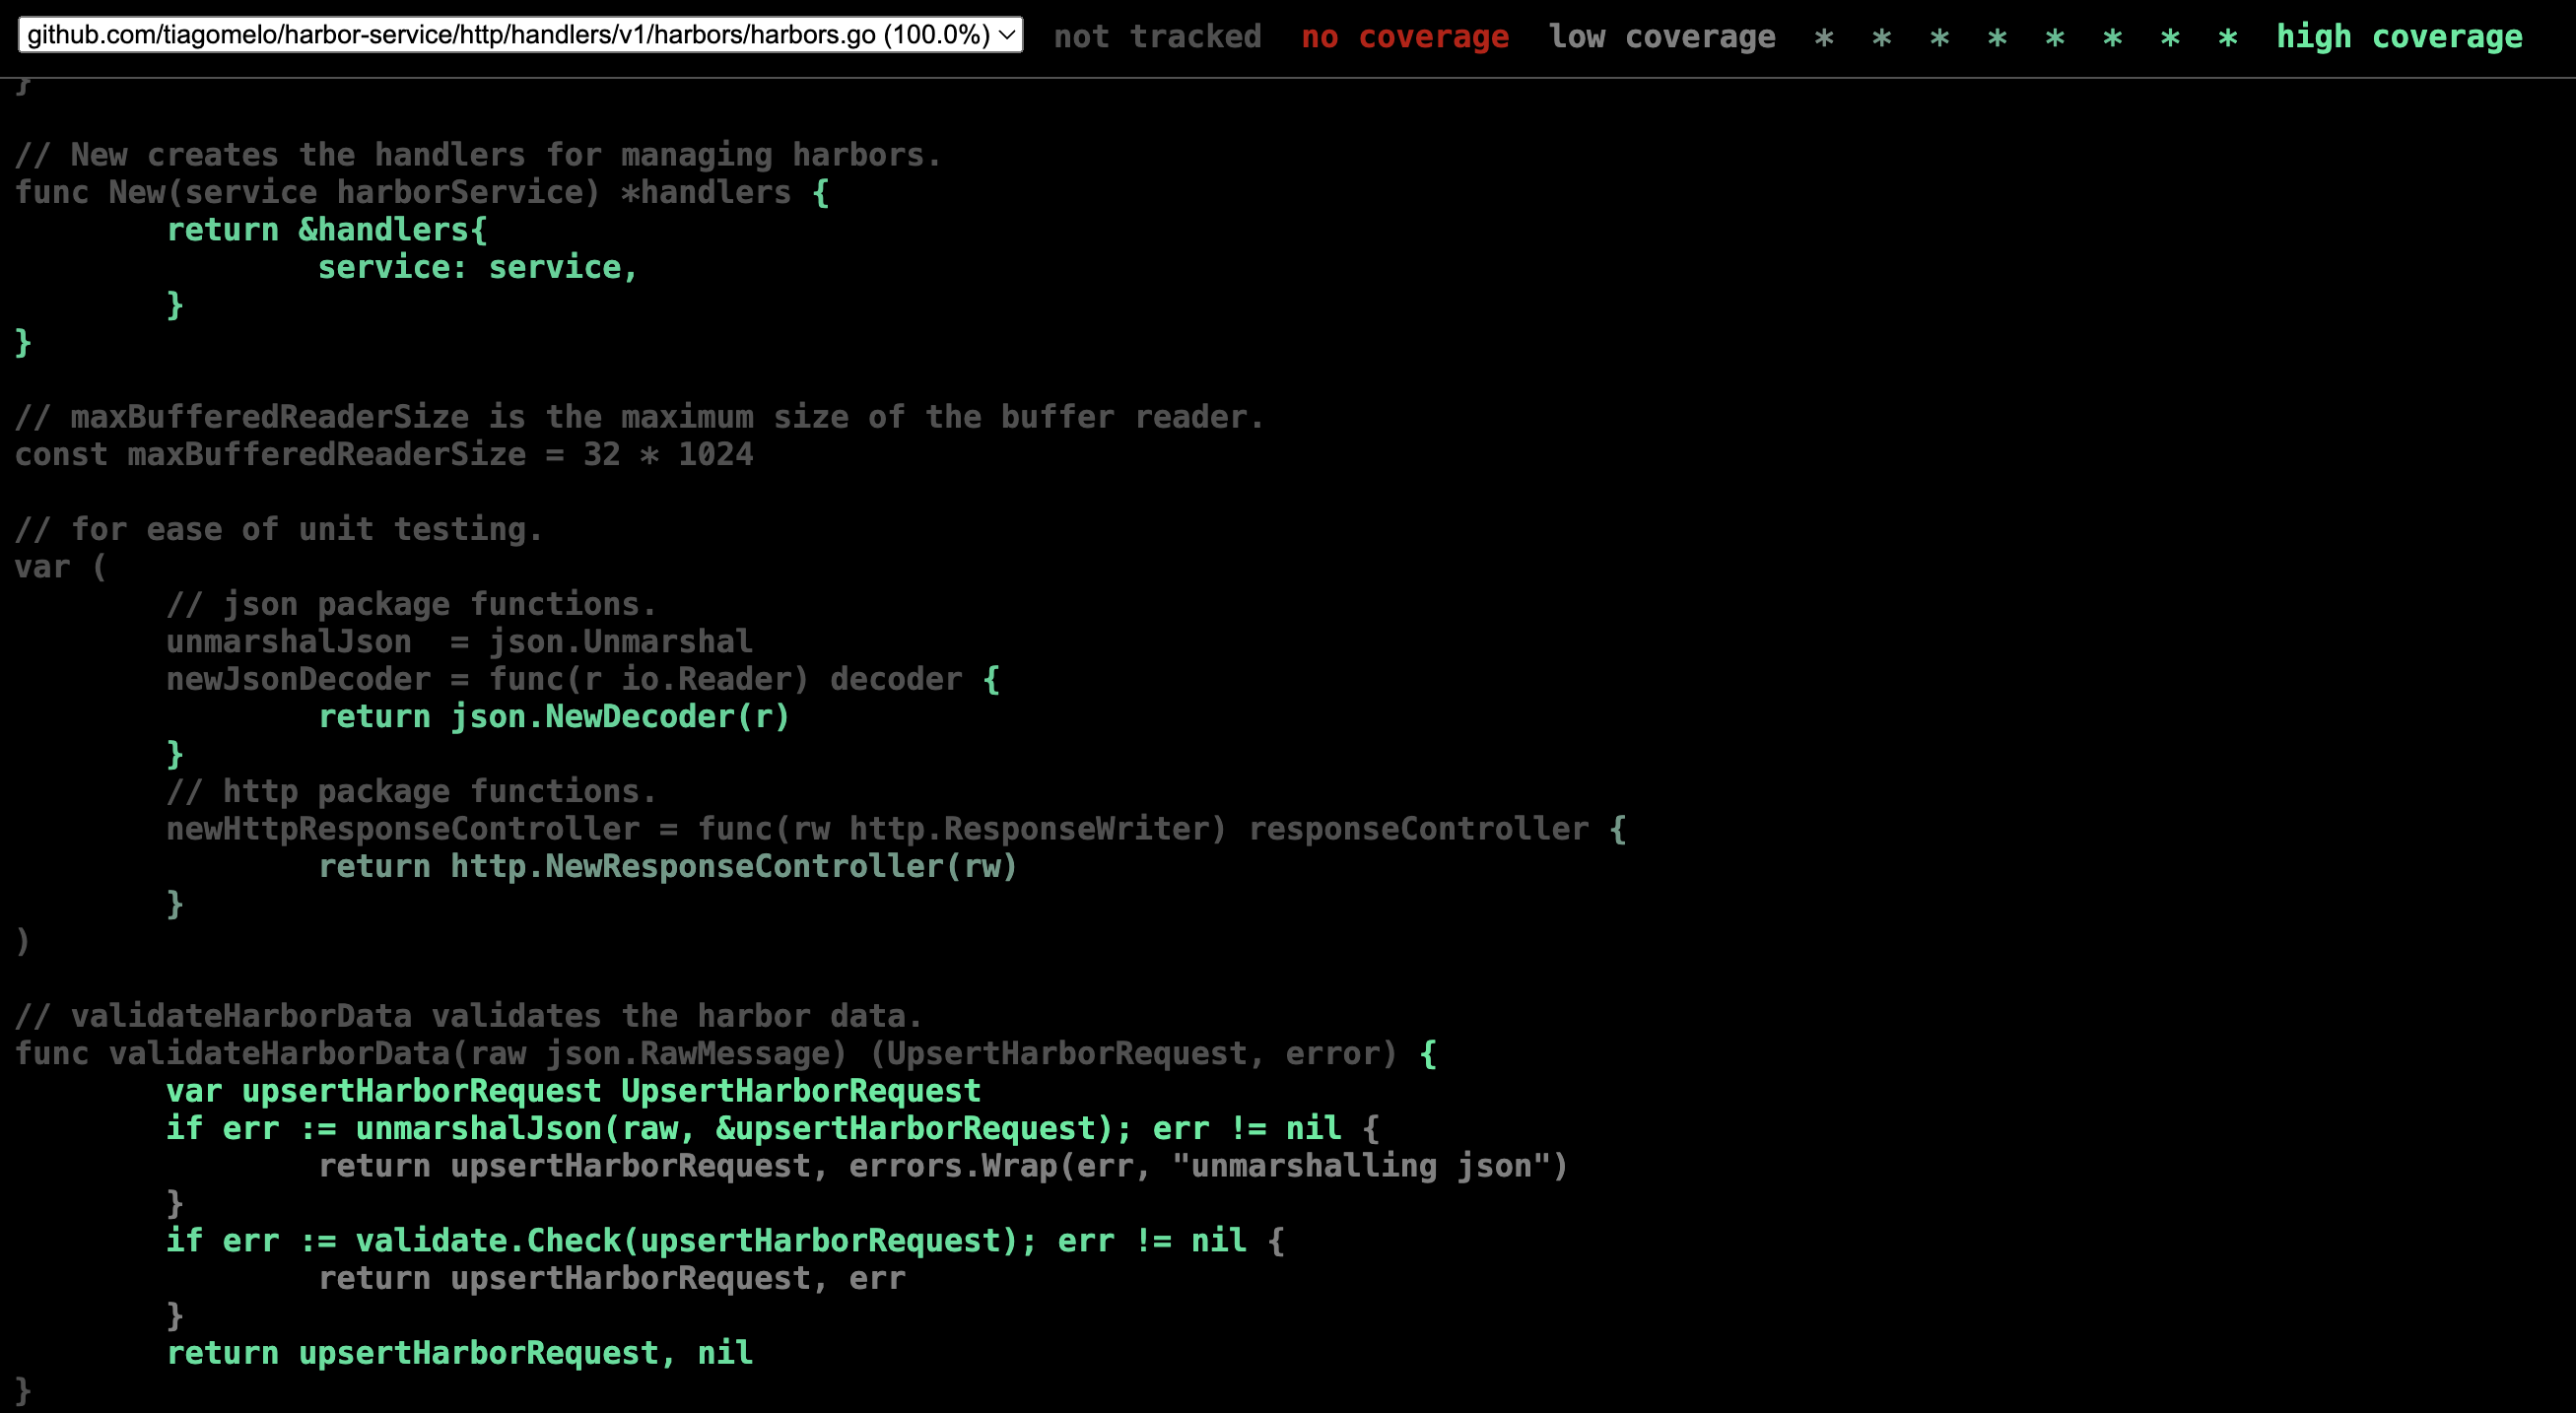 github.com/tiagomelo/harbor-service/http/handlers/v1/harbors/harbors.go (100.0%) not tracked no coverage low coverage * * * * * * * * high coverage
}
// New creates the handlers for managing harbors.
func New(service harborService) *handlers {
        return &handlers{
                service: service,
        }
}
// maxBufferedReaderSize is the maximum size of the buffer reader.
const maxBufferedReaderSize = 32 * 1024
// for ease of unit testing.
var (
        // json package functions.
        unmarshalJson  = json.Unmarshal
        newJsonDecoder = func(r io.Reader) decoder {
                return json.NewDecoder(r)
        }
        // http package functions.
        newHttpResponseController = func(rw http.ResponseWriter) responseController {
                return http.NewResponseController(rw)
        }
)
// validateHarborData validates the harbor data.
func validateHarborData(raw json.RawMessage) (UpsertHarborRequest, error) {
        var upsertHarborRequest UpsertHarborRequest
        if err := unmarshalJson(raw, &upsertHarborRequest); err != nil {
                return upsertHarborRequest, errors.Wrap(err, "unmarshalling json")
        }
        if err := validate.Check(upsertHarborRequest); err != nil {
                return upsertHarborRequest, err
        }
        return upsertHarborRequest, nil
}